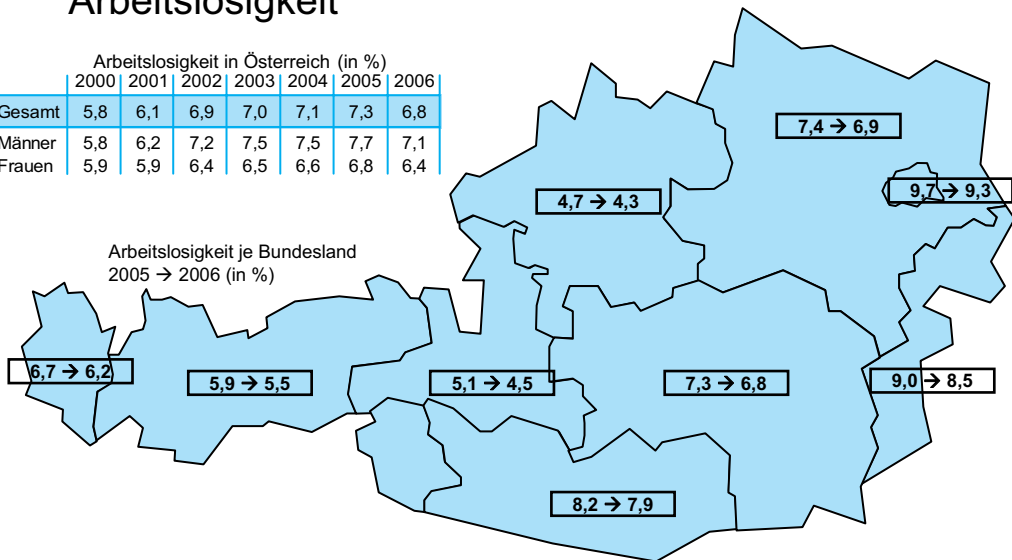 Arbeitslosigkeit
Arbeitslosigkeit in Österreich (in %)
2000 2001 2002 2003 2004 2005 2006
Gesamt 5,8 6,1 6,9 7,0 7,1 7,3 6,8
Männer 5,8 6,2 7,2 7,5 7,5 7,7 7,1
Frauen 5,9 5,9 6,4 6,5 6,6 6,8 6,4
7,4 → 6,9
9,7 → 9,3
4,7 → 4,3
Arbeitslosigkeit je Bundesland
2005 → 2006 (in %)
6,7 → 6,2
5,9 → 5,5
5,1 → 4,5
7,3 → 6,8
9,0 → 8,5
8,2 → 7,9